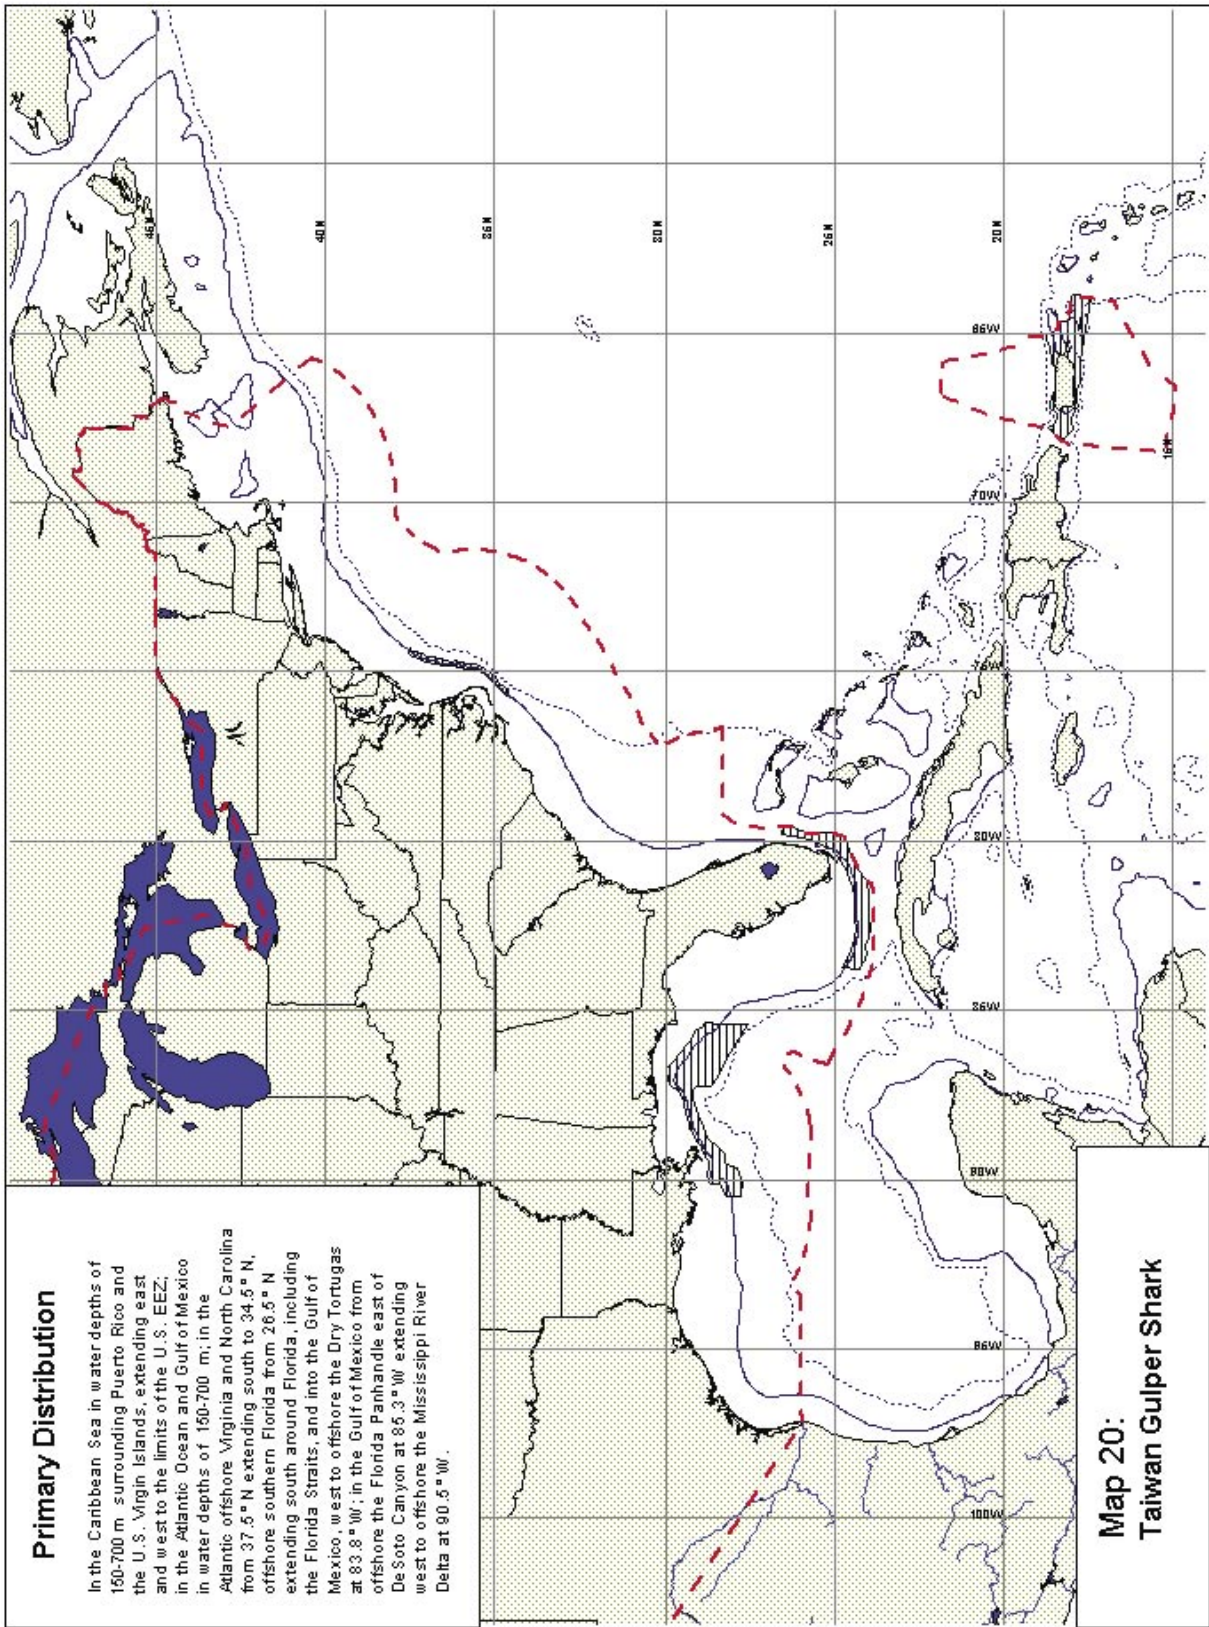 Primary Distribution
In the Caribbean Sea in water depths of
150-700 m surrounding Puerto Rico and
the U.S. Virgin Islands, extending east
and west to the limits of the U.S. EEZ;
in the Atlantic Ocean and Gulf of Mexico
in water depths of 150-700 m; in the
Atlantic offshore Virginia and North Carolina
from 37.5° N extending south to 34.5° N,
offshore southern Florida from 26.5° N
extending south around Florida, including
the Florida Straits, and into the Gulf of
Mexico, west to offshore the Dry Tortugas
at 83.8° W; in the Gulf of Mexico from
offshore the Florida Panhandle east of
DeSoto Canyon at 85.3° W extending
west to offshore the Mississippi River
Delta at 90.5° W.
45N
40N
35N
30N
25N
20N
15N
100W
95W
90W
85W
80W
75W
70W
65W
Map 20:
Taiwan Gulper Shark